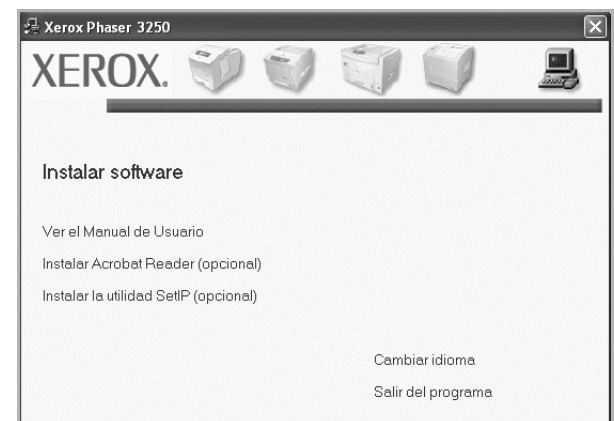 Xerox Phaser 3250
XEROX.
Instalar software
Ver el Manual de Usuario
Instalar Acrobat Reader (opcional)
Instalar la utilidad SetIP (opcional)
Cambiar idioma
Salir del programa